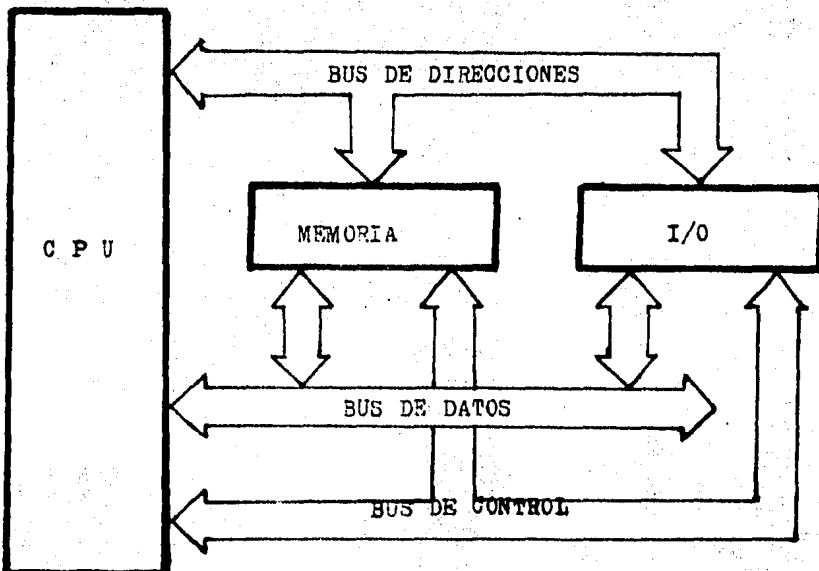 BUS DE DIRECCIONES
C P U
MEMORIA
I/O
BUS DE DATOS
BUS DE CONTROL